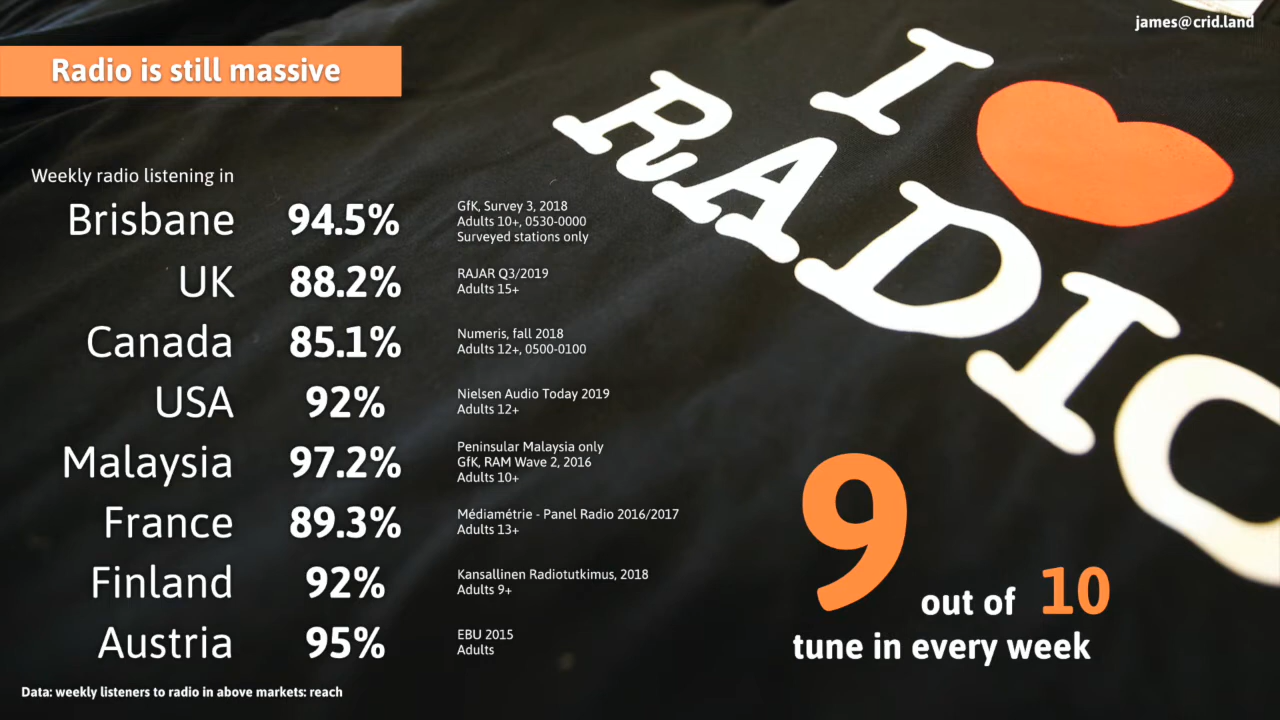 james@crid.land
Radio is still massive
I
RADIO
Weekly radio listening in
Brisbane 94.5%
GfK, Survey 3, 2018
Adults 10+, 0530-0000
Surveyed stations only
UK 88.2%
RAJAR Q3/2019
Adults 15+
Canada 85.1%
Numeris, fall 2018
Adults 12+, 0500-0100
USA 92%
Nielsen Audio Today 2019
Adults 12+
Malaysia 97.2%
Peninsular Malaysia only
GfK, RAM Wave 2, 2016
Adults 10+
France 89.3%
Médiamétrie - Panel Radio 2016/2017
Adults 13+
Finland 92%
Kansallinen Radiotutkimus, 2018
Adults 9+
Austria 95%
EBU 2015
Adults
9 out of 10
tune in every week
Data: weekly listeners to radio in above markets: reach